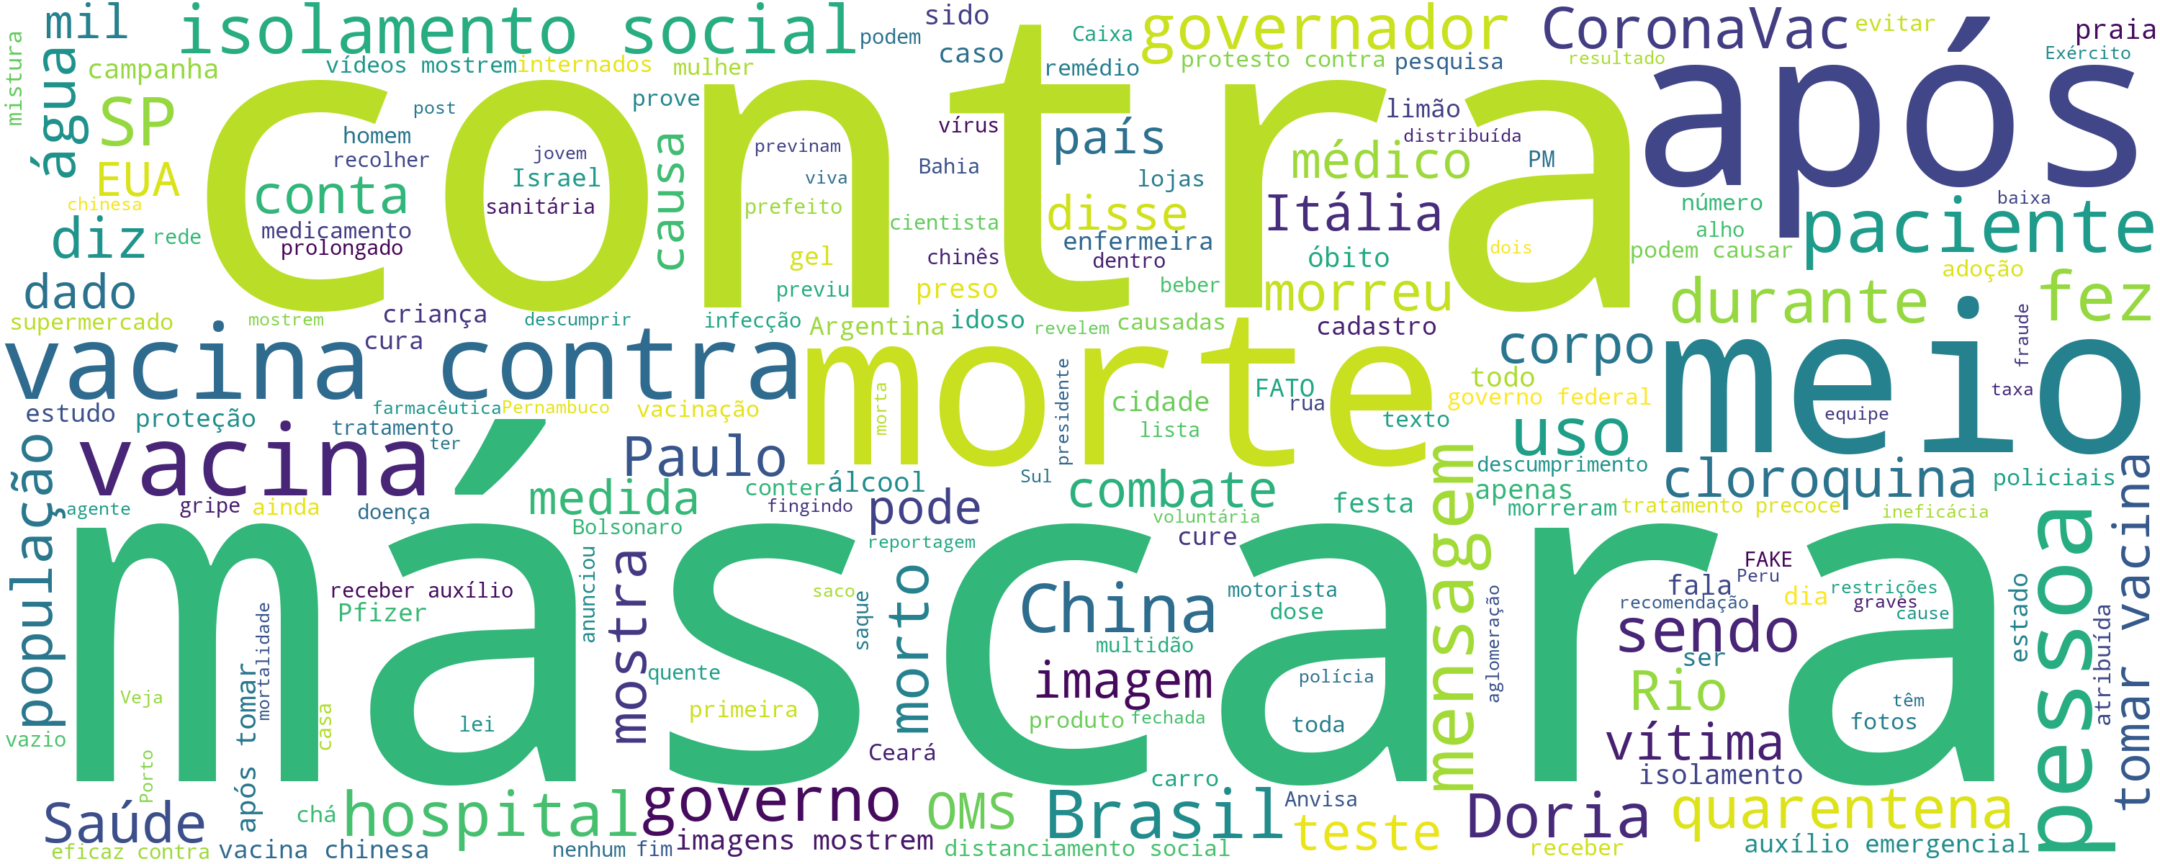 mistura
mil
isolamento social
podem
sido
Caixa
governador
CoronaVac
evitar
praia
água
campanha
vídeos mostrem
internados
mulher
caso
remédio
protesto contra
pesquisa
resultado
Exército
contra
após
SP
post
prove
vírus
limão
distribuída
homem
recolher
jovem
previnam
país
médico
PM
EUA
Israel
viva
Bahia
lojas
chinesa
conta
sanitária
causa
prefeito
cientista
disse
Itália
número
baixa
paciente
diz
rede
medicamento
prolongado
gel
chinês
enfermeira
dentro
óbito
dois
alho
podem causar
dado
previu
preso
beber
morreu
durante
adoção
fez
supermercado
mostrem
criança
descumprir
infecção
Argentina
idoso
revelem
causadas
cadastro
cura
vacina contra
morte
corpo
meio
fraude
estudo
proteção
farmacêutica
Pernambuco
vacinação
morta
presidente
cidade
FATO
rua
todo
governo federal
taxa
tratamento
ter
lista
texto
uso
equipe
vacina
Paulo
Sul
descumprimento
cloroquina
policiais
população
agente
gripe
ainda
doença
medida
conter
álcool
pode
combate
festa
mensagem
apenas
morreram
tratamento precoce
ineficácia
Bolsonaro
fingindo
reportagem
voluntária
cure
máscara
pessoa
tomar vacina
receber auxílio
Pfizer
anunciou
mostra
saco
saque
morto
China
motorista
dose
aglomeração
FAKE
fala
Peru
recomendação
dia
restrições
graves
cause
estado
atribuída
sendo
multidão
ser
Veja
mortalidade
quente
imagem
polícia
Rio
têm
lei
primeira
produto
fechada
toda
fotos
vazio
Porto
após tomar
casa
Ceará
vítima
isolamento
carro
Saúde
chá
hospital
governo
OMS
Brasil
Anvisa
teste
Doria
quarentena
eficaz contra
vacina chinesa
nenhum
fim
imagens mostrem
distanciamento social
receber
auxílio emergencial